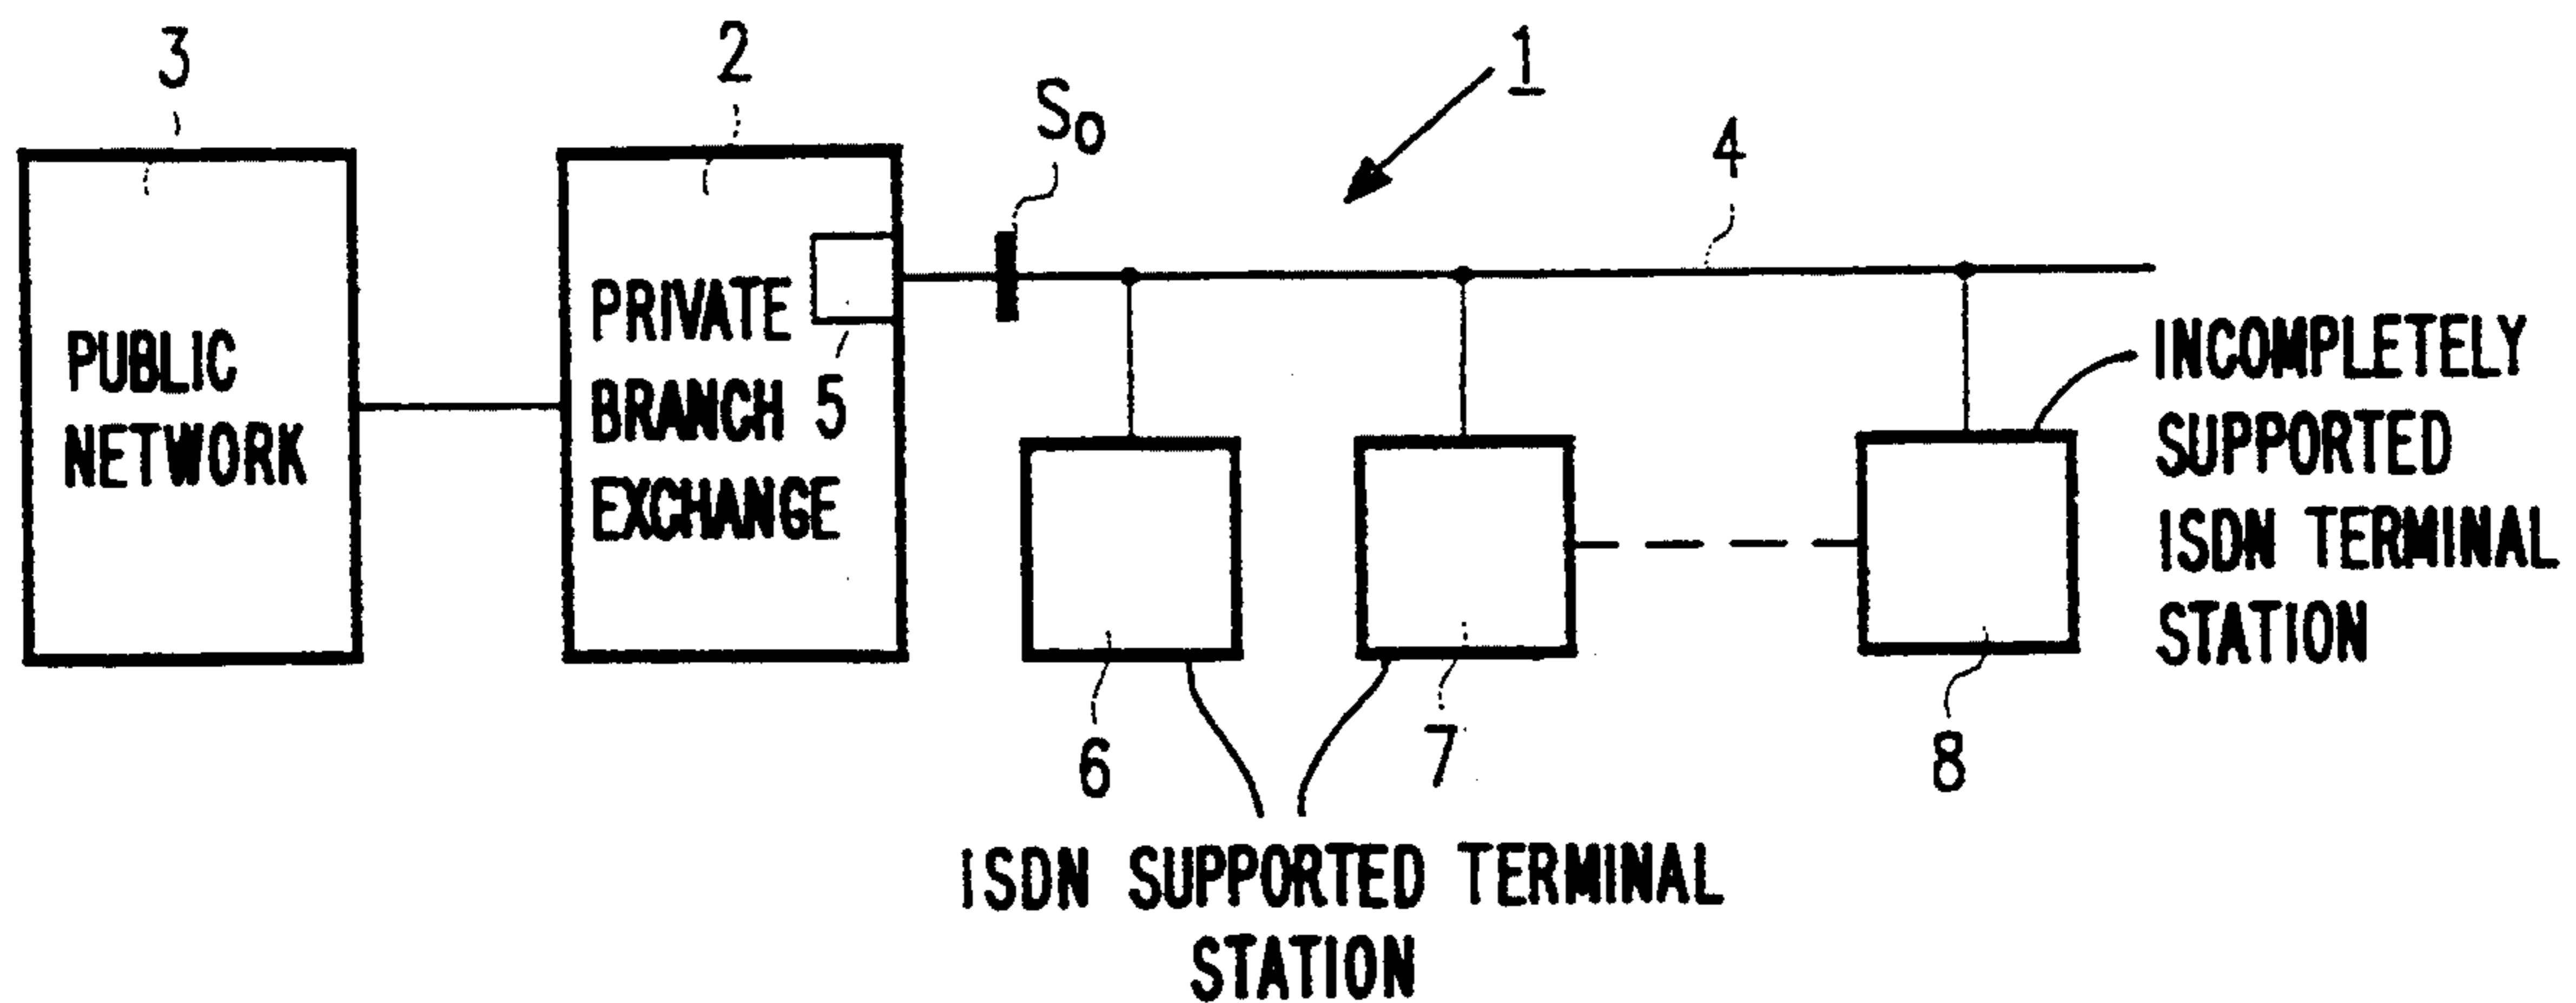 3
2
S0
1
4
PUBLIC
NETWORK
PRIVATE
BRANCH 5
EXCHANGE
INCOMPLETELY
SUPPORTED
ISDN TERMINAL
STATION
6
7
8
ISDN SUPPORTED TERMINAL
STATION